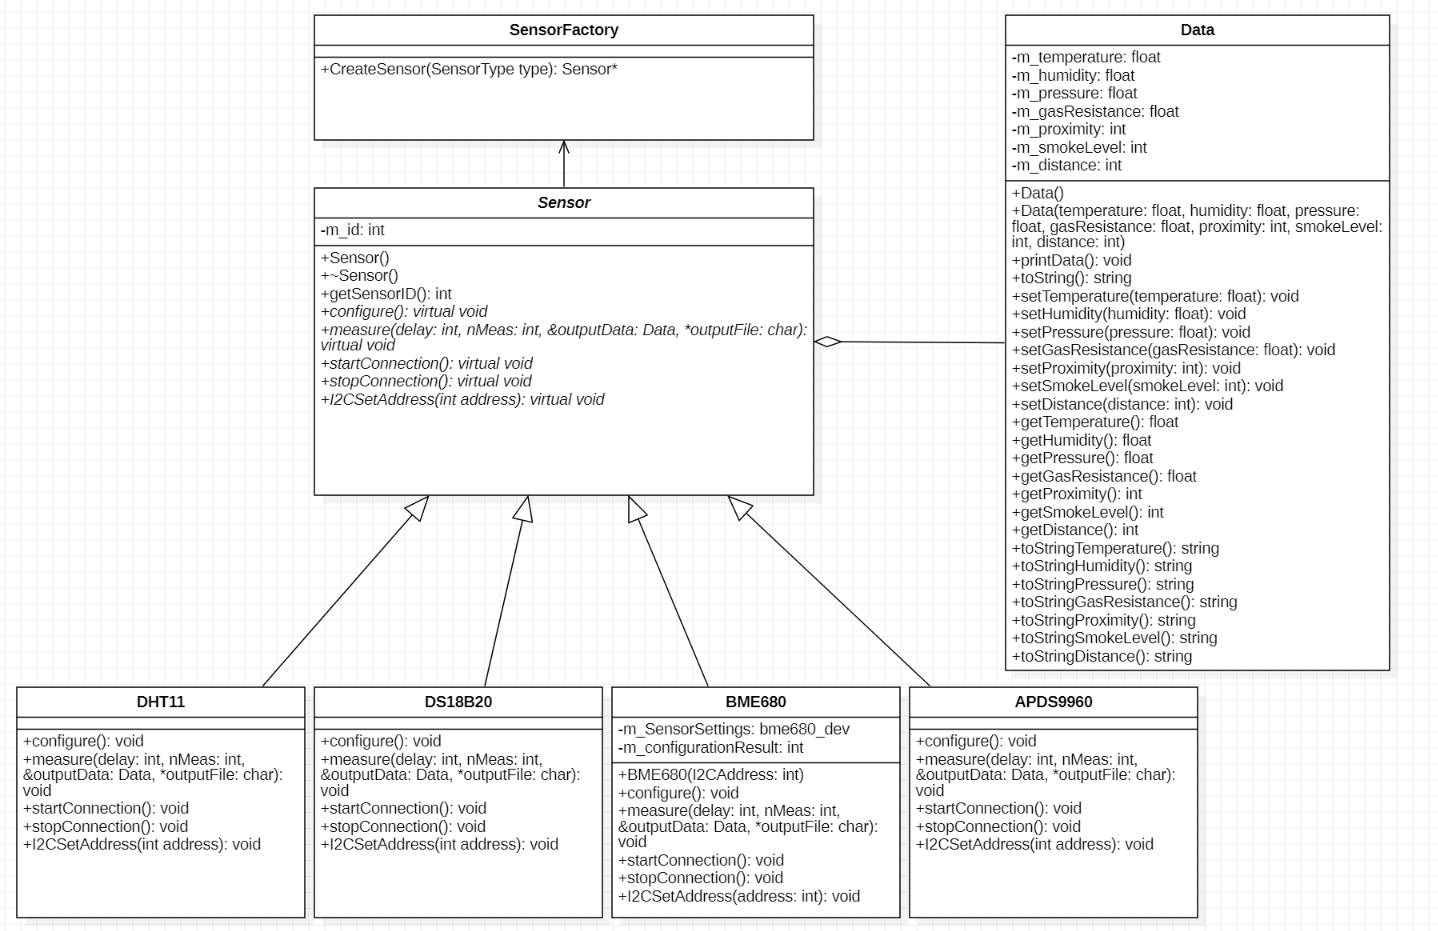 SensorFactory
+CreateSensor(SensorType type): Sensor*
Sensor
-m_id: int
+Sensor()
+~Sensor()
+getSensorID(): int
+configure(): virtual void
+measure(delay: int, nMeas: int, &outputData: Data, *outputFile: char):
virtual void
+startConnection(): virtual void
+stopConnection(): virtual void
+I2CSetAddress(int address): virtual void
Data
-m_temperature: float
-m_humidity: float
-m_pressure: float
-m_gasResistance: float
-m_proximity: int
-m_smokeLevel: int
-m_distance: int
+Data()
+Data(temperature: float, humidity: float, pressure:
float, gasResistance: float, proximity: int, smokeLevel:
int, distance: int)
+printData(): void
+toString(): string
+setTemperature(temperature: float): void
+setHumidity(humidity: float): void
+setPressure(pressure: float): void
+setGasResistance(gasResistance: float): void
+setProximity(proximity: int): void
+setSmokeLevel(smokeLevel: int): void
+setDistance(distance: int): void
+getTemperature(): float
+getHumidity(): float
+getPressure(): float
+getGasResistance(): float
+getProximity(): int
+getSmokeLevel(): int
+getDistance(): int
+toStringTemperature(): string
+toStringHumidity(): string
+toStringPressure(): string
+toStringGasResistance(): string
+toStringProximity(): string
+toStringSmokeLevel(): string
+toStringDistance(): string
DHT11
+configure(): void
+measure(delay: int, nMeas: int,
&outputData: Data, *outputFile: char):
void
+startConnection(): void
+stopConnection(): void
+I2CSetAddress(int address): void
DS18B20
+configure(): void
+measure(delay: int, nMeas: int,
&outputData: Data, *outputFile: char):
void
+startConnection(): void
+stopConnection(): void
+I2CSetAddress(int address): void
BME680
-m_SensorSettings: bme680_dev
-m_configurationResult: int
+BME680(I2CAddress: int)
+configure(): void
+measure(delay: int, nMeas: int,
&outputData: Data, *outputFile: char):
void
+startConnection(): void
+stopConnection(): void
+I2CSetAddress(address: int): void
APDS9960
+configure(): void
+measure(delay: int, nMeas: int,
&outputData: Data, *outputFile: char):
void
+startConnection(): void
+stopConnection(): void
+I2CSetAddress(int address): void